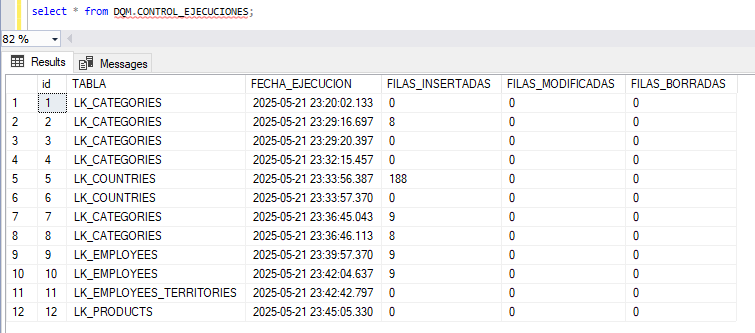 select * from DQM.CONTROL_EJECUCIONES;
82 %
Results Messages
id TABLA FECHA_EJECUCION FILAS_INSERTADAS FILAS_MODIFICADAS FILAS_BORRADAS
1 1 LK_CATEGORIES 2025-05-21 23:20:02.133 0 0 0
2 2 LK_CATEGORIES 2025-05-21 23:29:16.697 8 0 0
3 3 LK_CATEGORIES 2025-05-21 23:29:20.397 0 0 0
4 4 LK_CATEGORIES 2025-05-21 23:32:15.457 0 0 0
5 5 LK_COUNTRIES 2025-05-21 23:33:56.387 188 0 0
6 6 LK_COUNTRIES 2025-05-21 23:33:57.370 0 0 0
7 7 LK_CATEGORIES 2025-05-21 23:36:45.043 9 0 0
8 8 LK_CATEGORIES 2025-05-21 23:36:46.113 8 0 0
9 9 LK_EMPLOYEES 2025-05-21 23:39:57.370 9 0 0
10 10 LK_EMPLOYEES 2025-05-21 23:42:04.637 9 0 0
11 11 LK_EMPLOYEES_TERRITORIES 2025-05-21 23:42:42.797 0 0 0
12 12 LK_PRODUCTS 2025-05-21 23:45:05.330 0 0 0